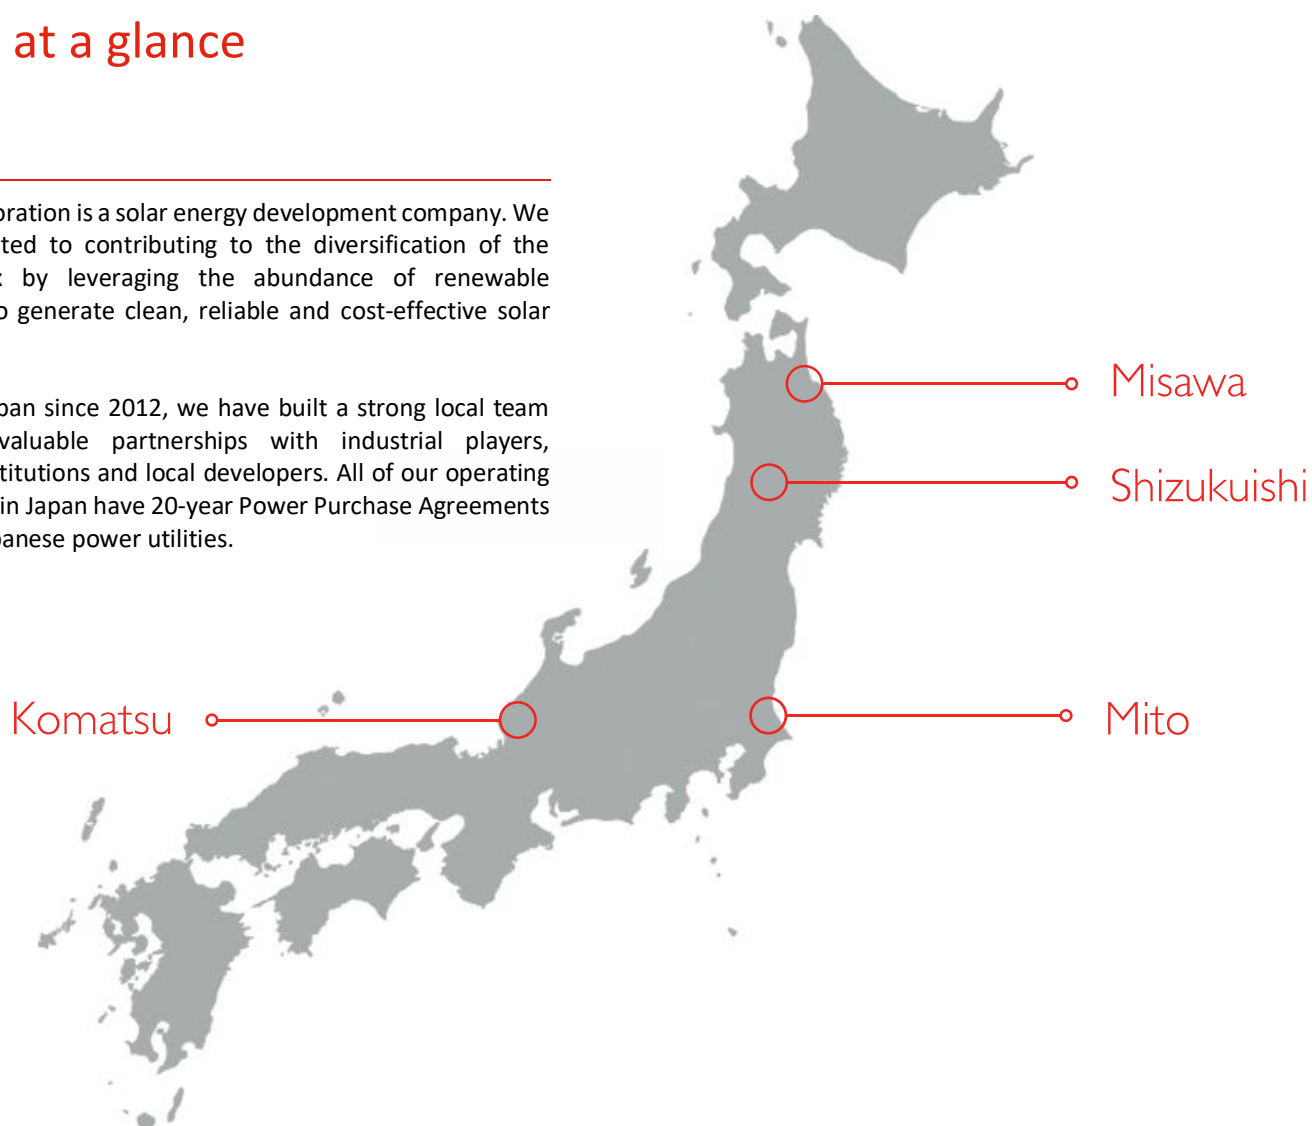 at a glance
oration is a solar energy development company. We
ted to contributing to the diversification of the
x by leveraging the abundance of renewable
o generate clean, reliable and cost-effective solar
pan since 2012, we have built a strong local team
valuable partnerships with industrial players,
titutions and local developers. All of our operating
in Japan have 20-year Power Purchase Agreements
panese power utilities.
Misawa
Shizukuishi
Komatsu
Mito